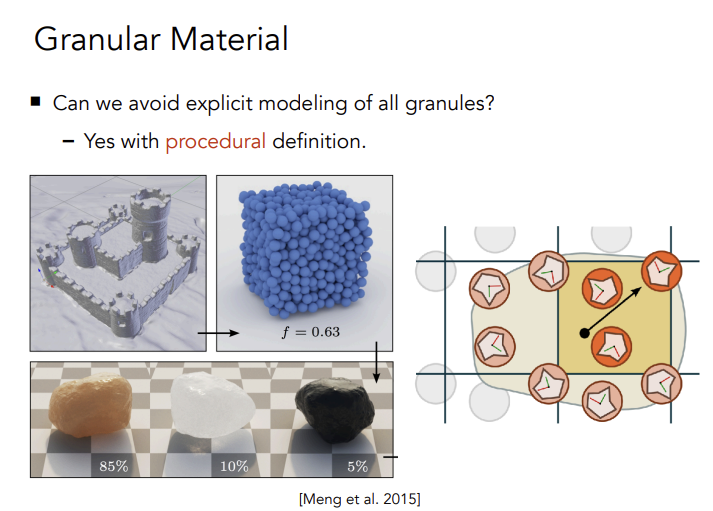 Granular Material
▪ Can we avoid explicit modeling of all granules?
– Yes with procedural definition.
f = 0.63
85%
10%
5%
[Meng et al. 2015]